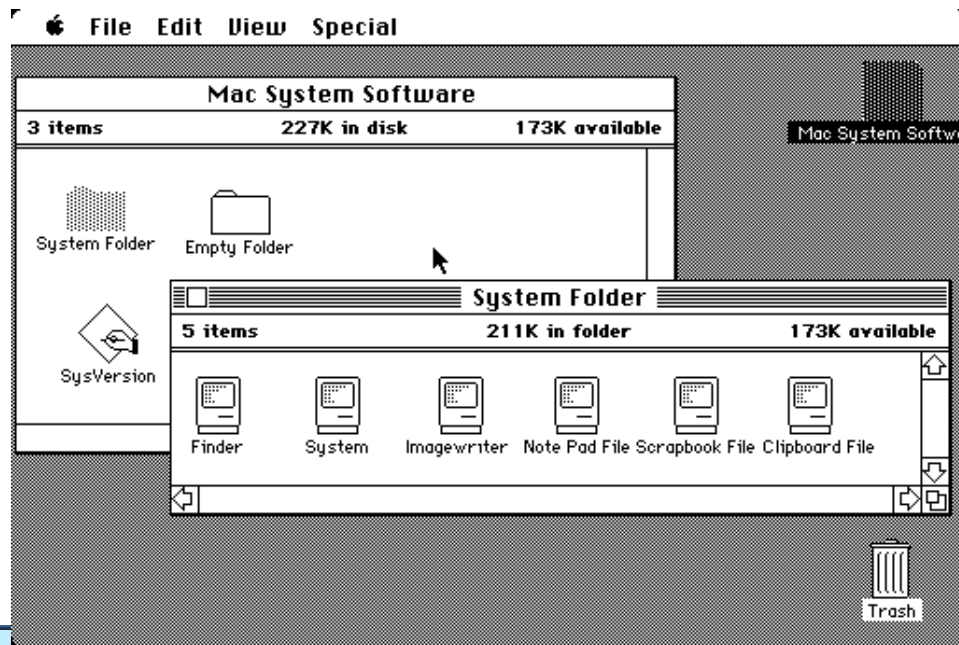 File Edit View Special
Mac System Software
3 items 227K in disk 173K available
Mac System Softw
System Folder Empty Folder
SysVersion
System Folder
5 items 211K in folder 173K available
Finder System Imagewriter Note Pad File Scrapbook File Clipboard File
Trash